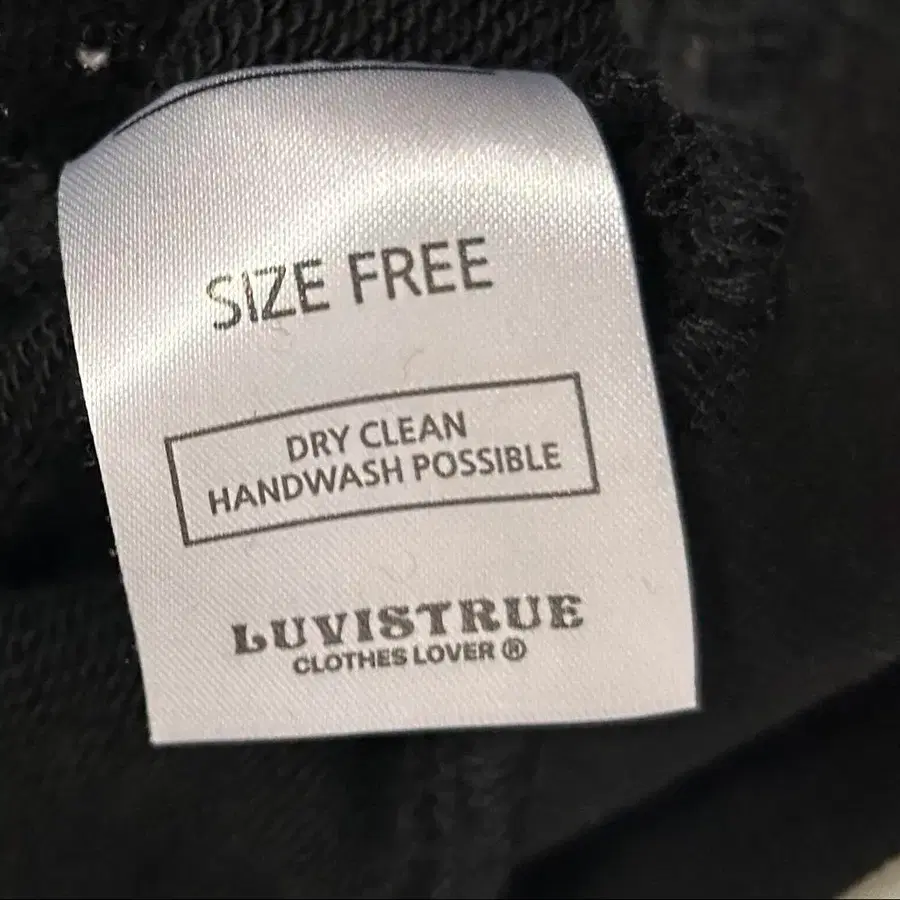 SIZE FREE
DRY CLEAN
HANDWASH POSSIBLE
LUVISTRUE
CLOTHES LOVER ®